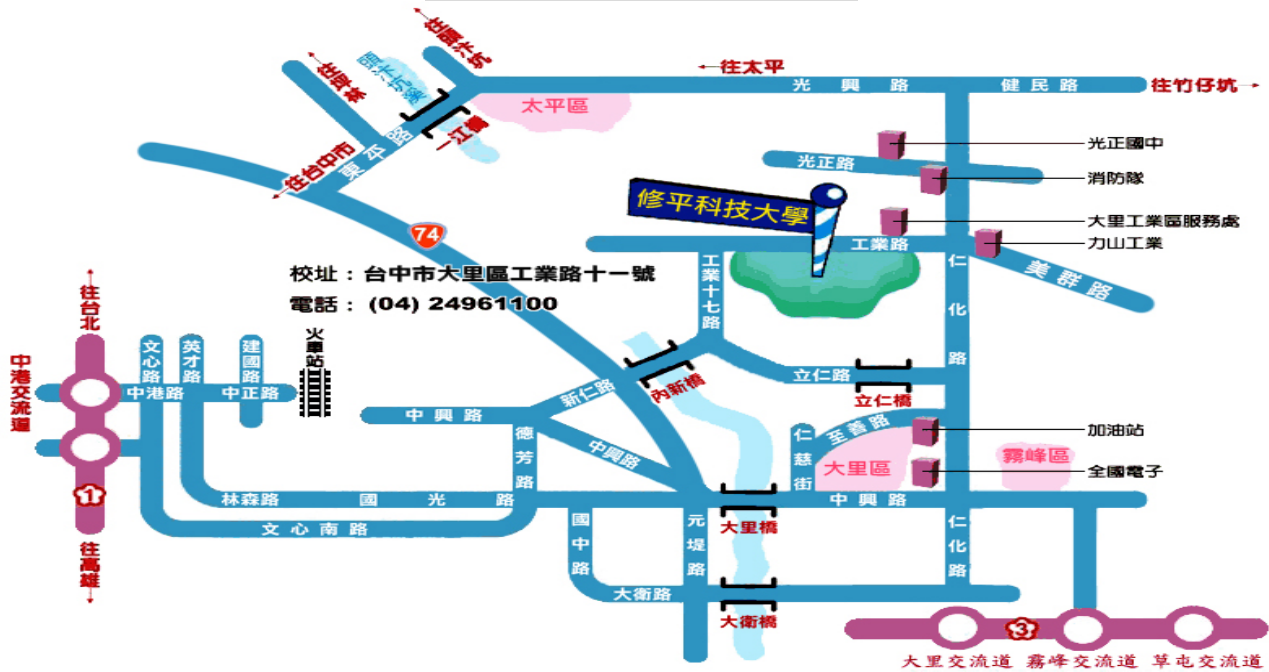 往頭汴坑
往坪林
頭汴坑溪
往太平
光興路
健民路
往竹仔坑
太平區
一江橋
東平路
往台中市
光正國中
光正路
消防隊
修平科技大學
大里工業區服務處
74
工業路
力山工業
美群路
校址：台中市大里區工業路十一號
電話：(04) 24961100
工業十七路
仁化路
往台北
中港交流道
文心路
英才路
建國路
火車站
中港路
中正路
新仁路
內新橋
立仁路
立仁橋
中興路
德芳路
中興路
仁慈街
至善路
加油站
大里區
霧峰區
全國電子
1
林森路
國光路
中興路
文心南路
大里橋
往高雄
國中路
元堤路
仁化路
大衛路
大衛橋
3
大里交流道
霧峰交流道
草屯交流道